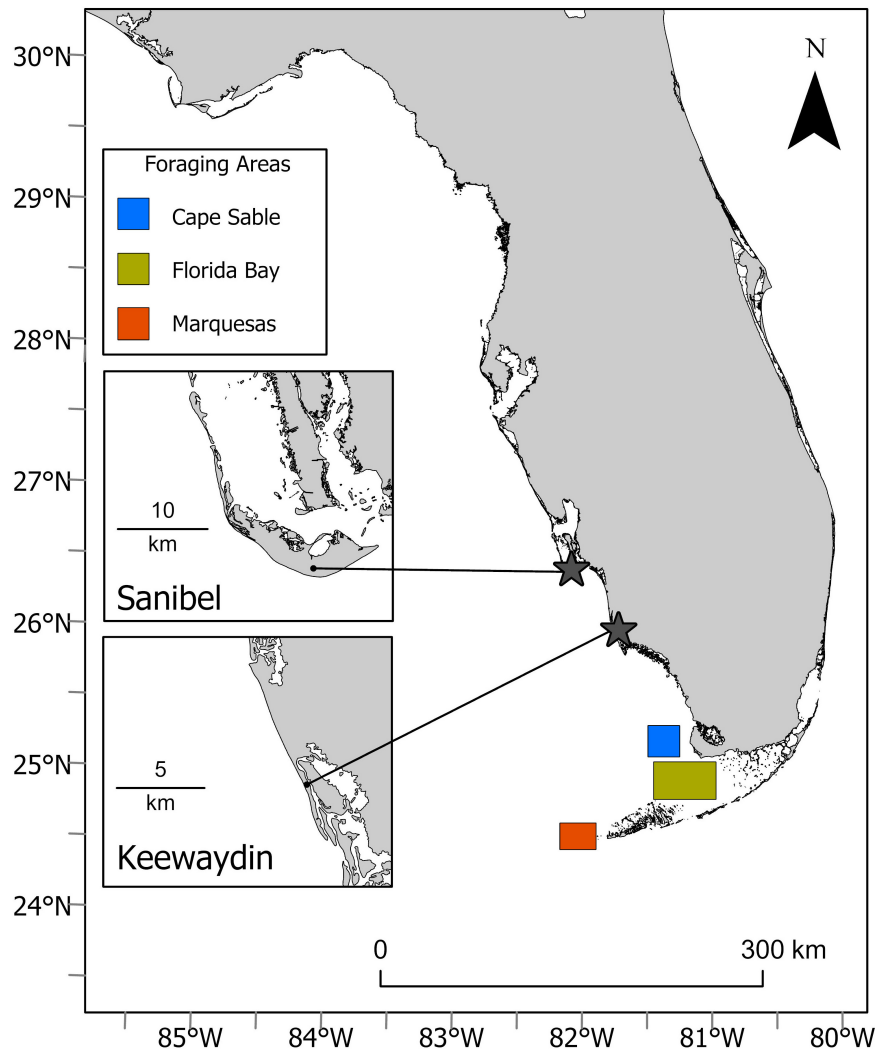 30°N
29°N
28°N
27°N
26°N
25°N
24°N
N
Foraging Areas
Cape Sable
Florida Bay
Marquesas
10
km
Sanibel
5
km
Keewaydin
0 300 km
85°W 84°W 83°W 82°W 81°W 80°W